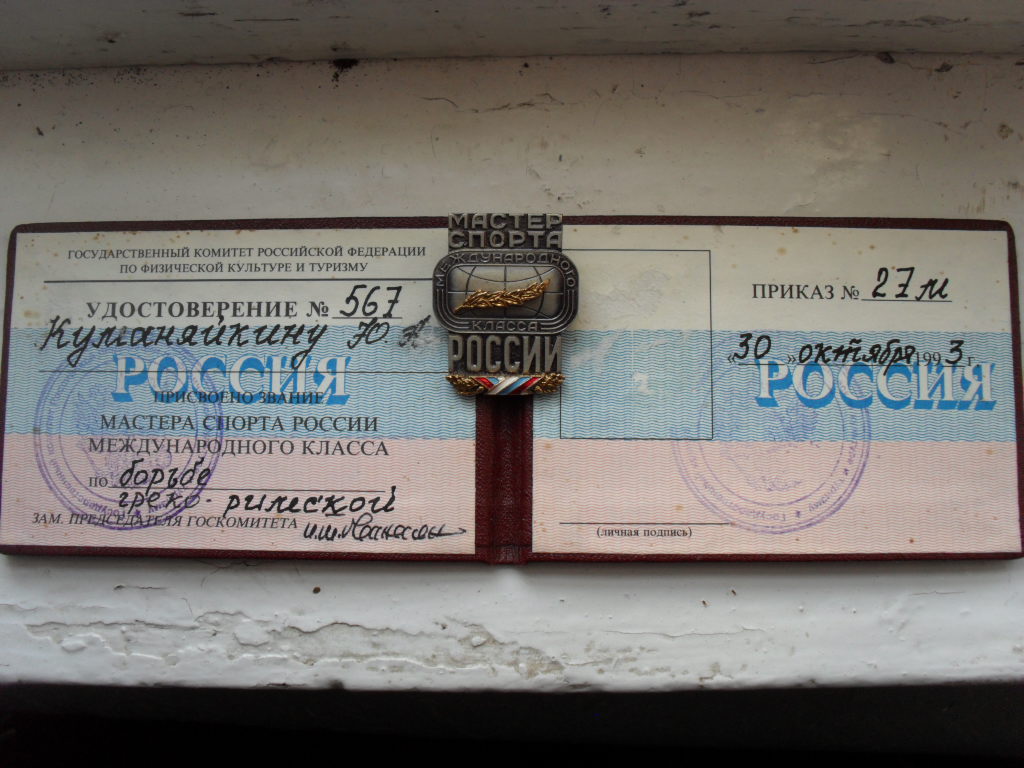 ГОСУДАРСТВЕННЫЙ КОМИТЕТ РОССИЙСКОЙ ФЕДЕРАЦИИ
ПО ФИЗИЧЕСКОЙ КУЛЬТУРЕ И ТУРИЗМУ
УДОСТОВЕРЕНИЕ № 567
Куманяйкину Ю.
РОССИЯ
ПРИСВОЕНО ЗВАНИЕ
МАСТЕРА СПОРТА РОССИИ
МЕЖДУНАРОДНОГО КЛАССА
по борьбе
греко-римской
ЗАМ. ПРЕДСЕДАТЕЛЯ ГОСКОМИТЕТА
МАСТЕР
СПОРТА
МЕЖДУНАРОДНОГО
КЛАССА
РОССИИ
ПРИКАЗ № 27м
«30» октября 1993 г.
РОССИЯ
(личная подпись)